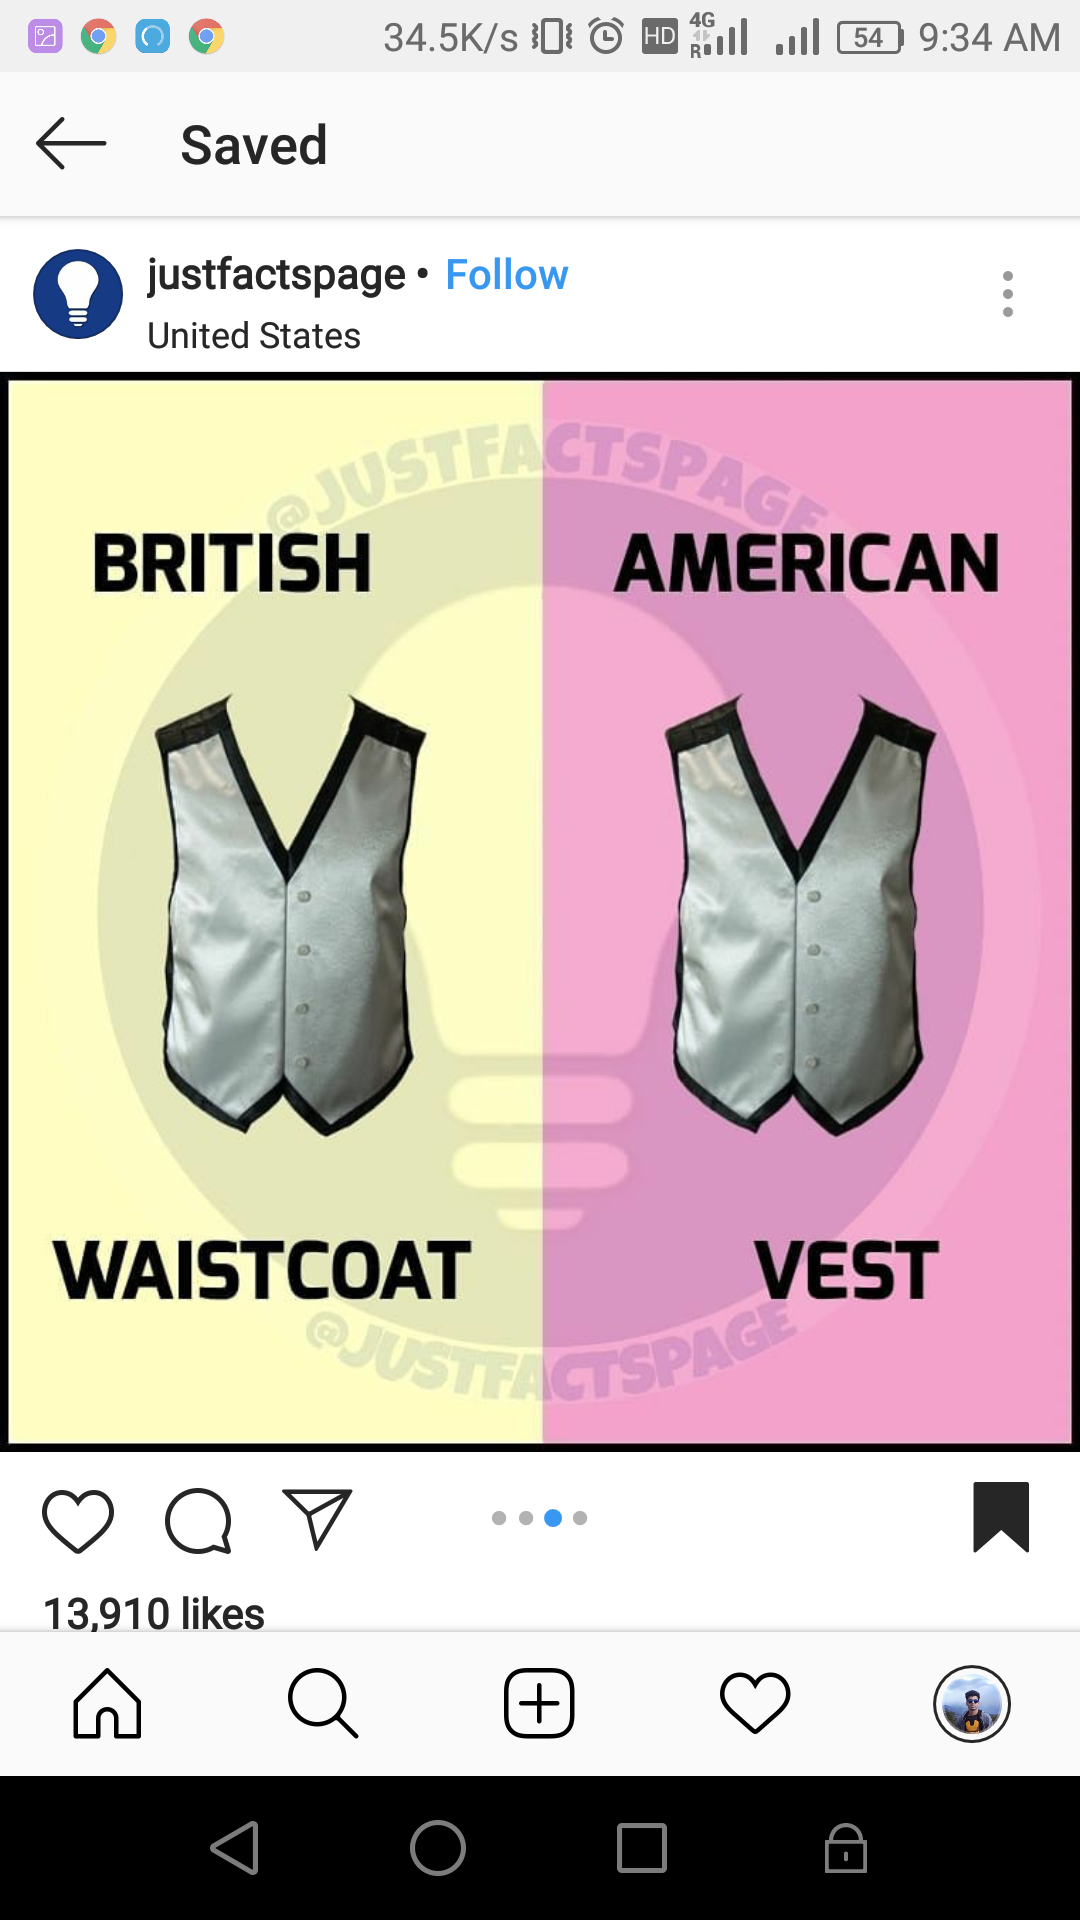 34.5K/s HD 4G R 54 9:34 AM
Saved
justfactspage • Follow
United States
@JUSTFACTSPAGE
BRITISH AMERICAN
WAISTCOAT VEST
@JUSTFACTSPAGE
13,910 likes